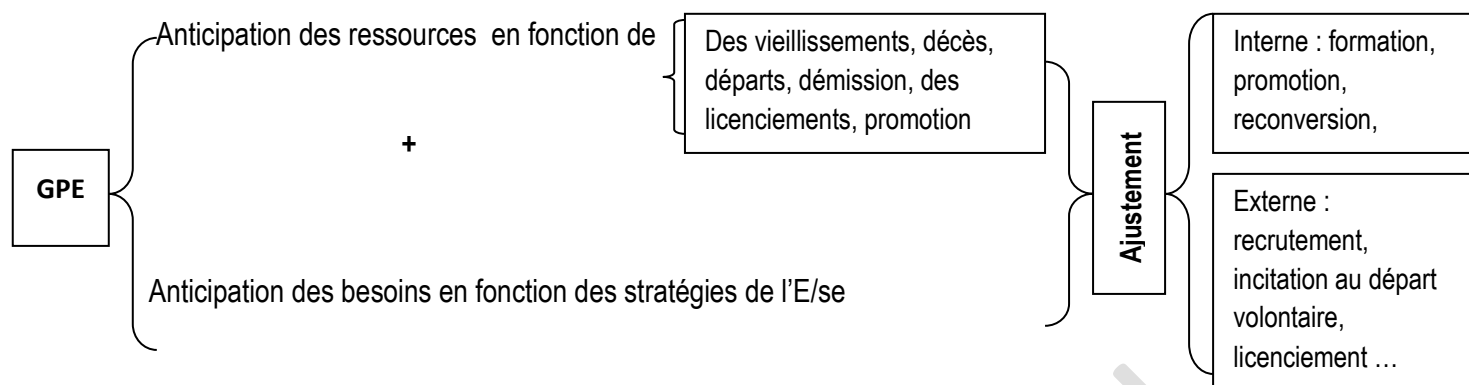 GPE
Anticipation des ressources en fonction de
Des vieillissements, décès,
départs, démission, des
licenciements, promotion
+
Anticipation des besoins en fonction des stratégies de l’E/se
Ajustement
Interne : formation,
promotion,
reconversion,
Externe :
recrutement,
incitation au départ
volontaire,
licenciement …